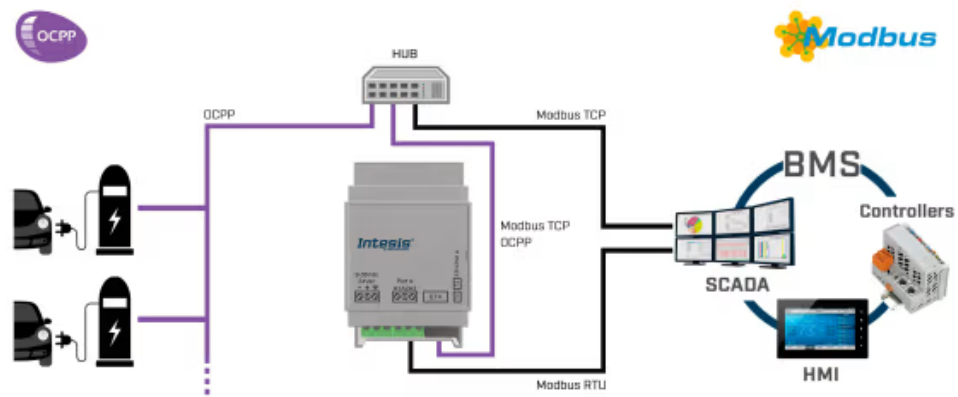 OCPP
Modbus
HUB
OCPP
Modbus TCP
BMS
Modbus TCP
OCPP
Controllers
Intesis
SCADA
HMI
Modbus RTU